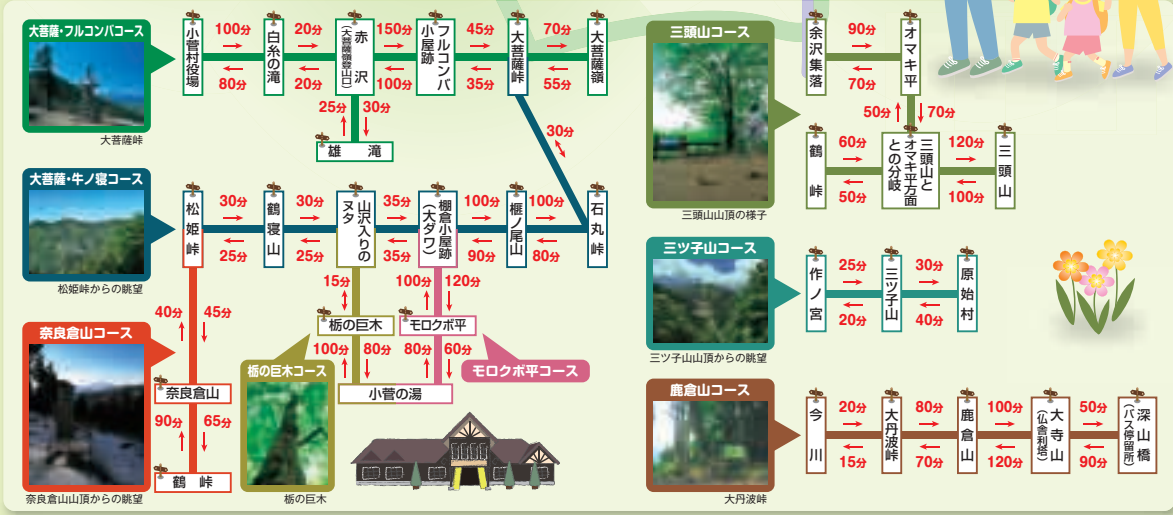 大菩薩・フルコンバコース
大菩薩峠
小菅村役場
100分
80分
白糸の滝
20分
20分
赤沢
(大菩薩嶺登山口)
150分
100分
フルコンバ
小屋跡
45分
35分
大菩薩峠
70分
55分
大菩薩嶺
25分
30分
雄滝
30分
大菩薩・牛ノ寝コース
松姫峠からの眺望
松姫峠
30分
25分
鶴寝山
30分
25分
山沢入りの
ヌタ
35分
35分
棚倉小屋跡
(大ダワ)
100分
90分
榧ノ尾山
100分
80分
石丸峠
奈良倉山コース
奈良倉山山頂からの眺望
40分
45分
奈良倉山
90分
65分
鶴峠
15分
栃の巨木
100分
80分
小菅の湯
100分
120分
モロクボ平
80分
60分
栃の巨木コース
栃の巨木
モロクボ平コース
三頭山コース
三頭山山頂の様子
余沢集落
90分
70分
オマキ平
50分
70分
鶴峠
60分
50分
三頭山と
オマキ平方面
との分岐
120分
100分
三頭山
三ツ子山コース
三ツ子山山頂からの眺望
作ノ宮
25分
20分
三ツ子山
30分
40分
原始村
鹿倉山コース
大丹波峠
今川
20分
15分
大丹波峠
80分
70分
鹿倉山
100分
120分
大寺山
(仏舎利塔)
50分
90分
深山橋
(バス停留所)